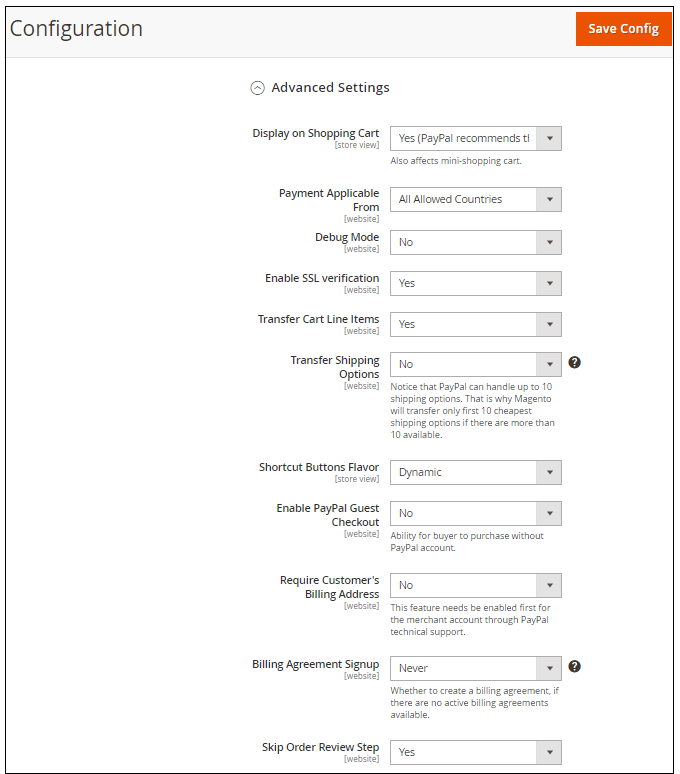 Configuration
Save Config
Advanced Settings
Display on Shopping Cart
[store view]
Yes (PayPal recommends tl
Also affects mini-shopping cart.
Payment Applicable
From
[website]
All Allowed Countries
Debug Mode
[website]
No
Enable SSL verification
[website]
Yes
Transfer Cart Line Items
[website]
Yes
Transfer Shipping
Options
[website]
No
?
Notice that PayPal can handle up to 10
shipping options. That is why Magento
will transfer only first 10 cheapest
shipping options if there are more than
10 available.
Shortcut Buttons Flavor
[store view]
Dynamic
Enable PayPal Guest
Checkout
[website]
No
Ability for buyer to purchase without
PayPal account.
Require Customer's
Billing Address
[website]
No
This feature needs be enabled first for
the merchant account through PayPal
technical support.
Billing Agreement Signup
[website]
Never
?
Whether to create a billing agreement, if
there are no active billing agreements
available.
Skip Order Review Step
[website]
Yes